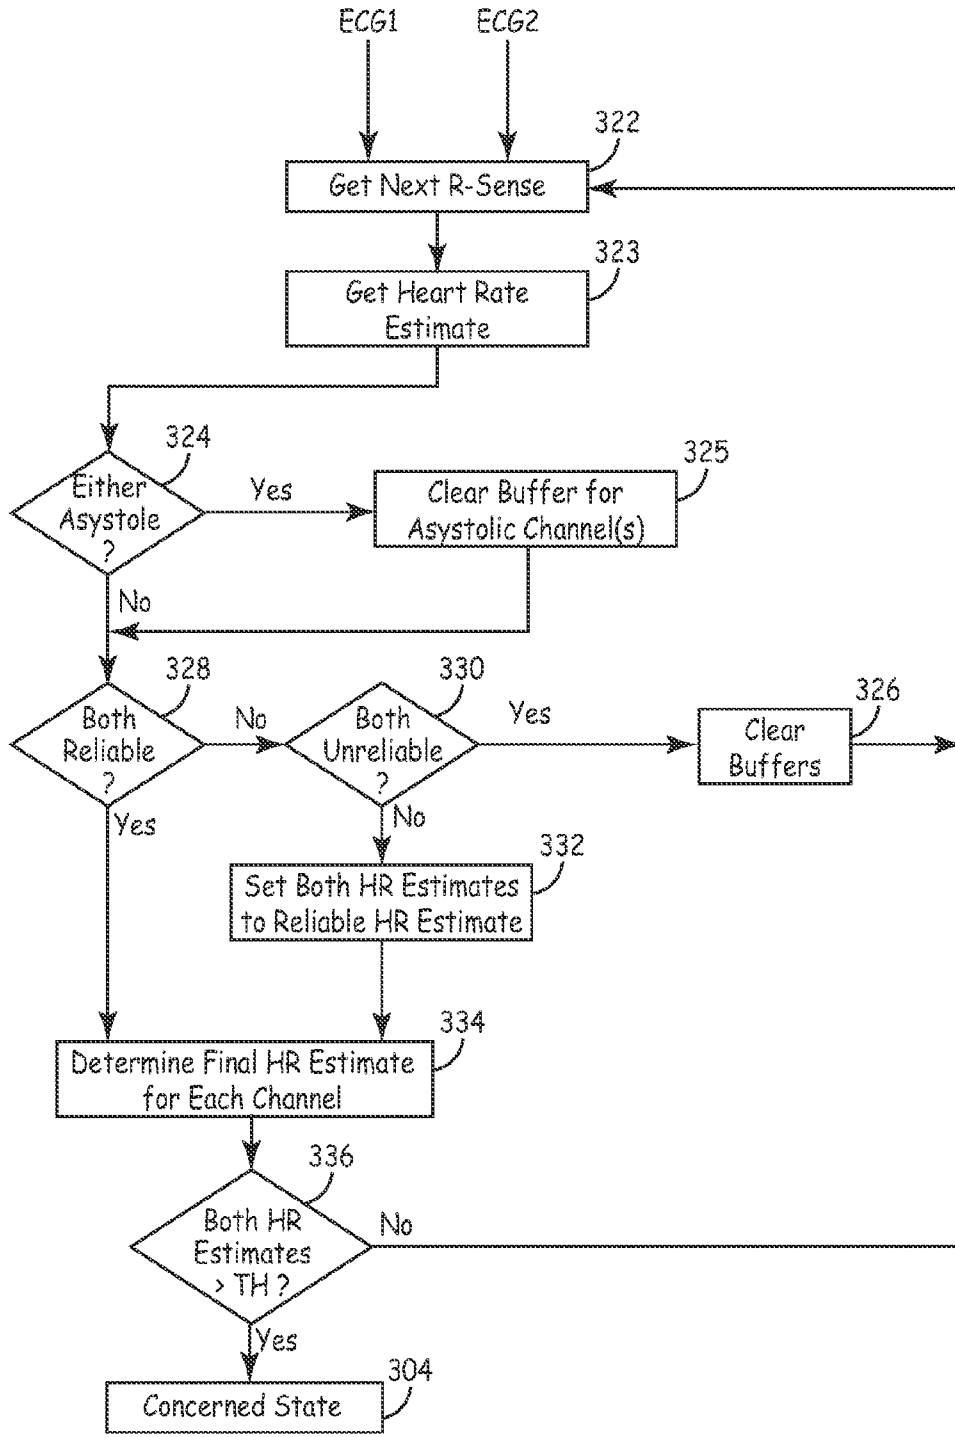 ECG1 ECG2
322
Get Next R-Sense
323
Get Heart Rate
Estimate
324
Either
Asystole
?
Yes
325
Clear Buffer for
Asystolic Channel(s)
No
328
Both
Reliable
?
No
330
Both
Unreliable
?
Yes
326
Clear
Buffers
Yes
No
332
Set Both HR Estimates
to Reliable HR Estimate
334
Determine Final HR Estimate
for Each Channel
336
Both HR
Estimates
> TH ?
No
Yes
304
Concerned State